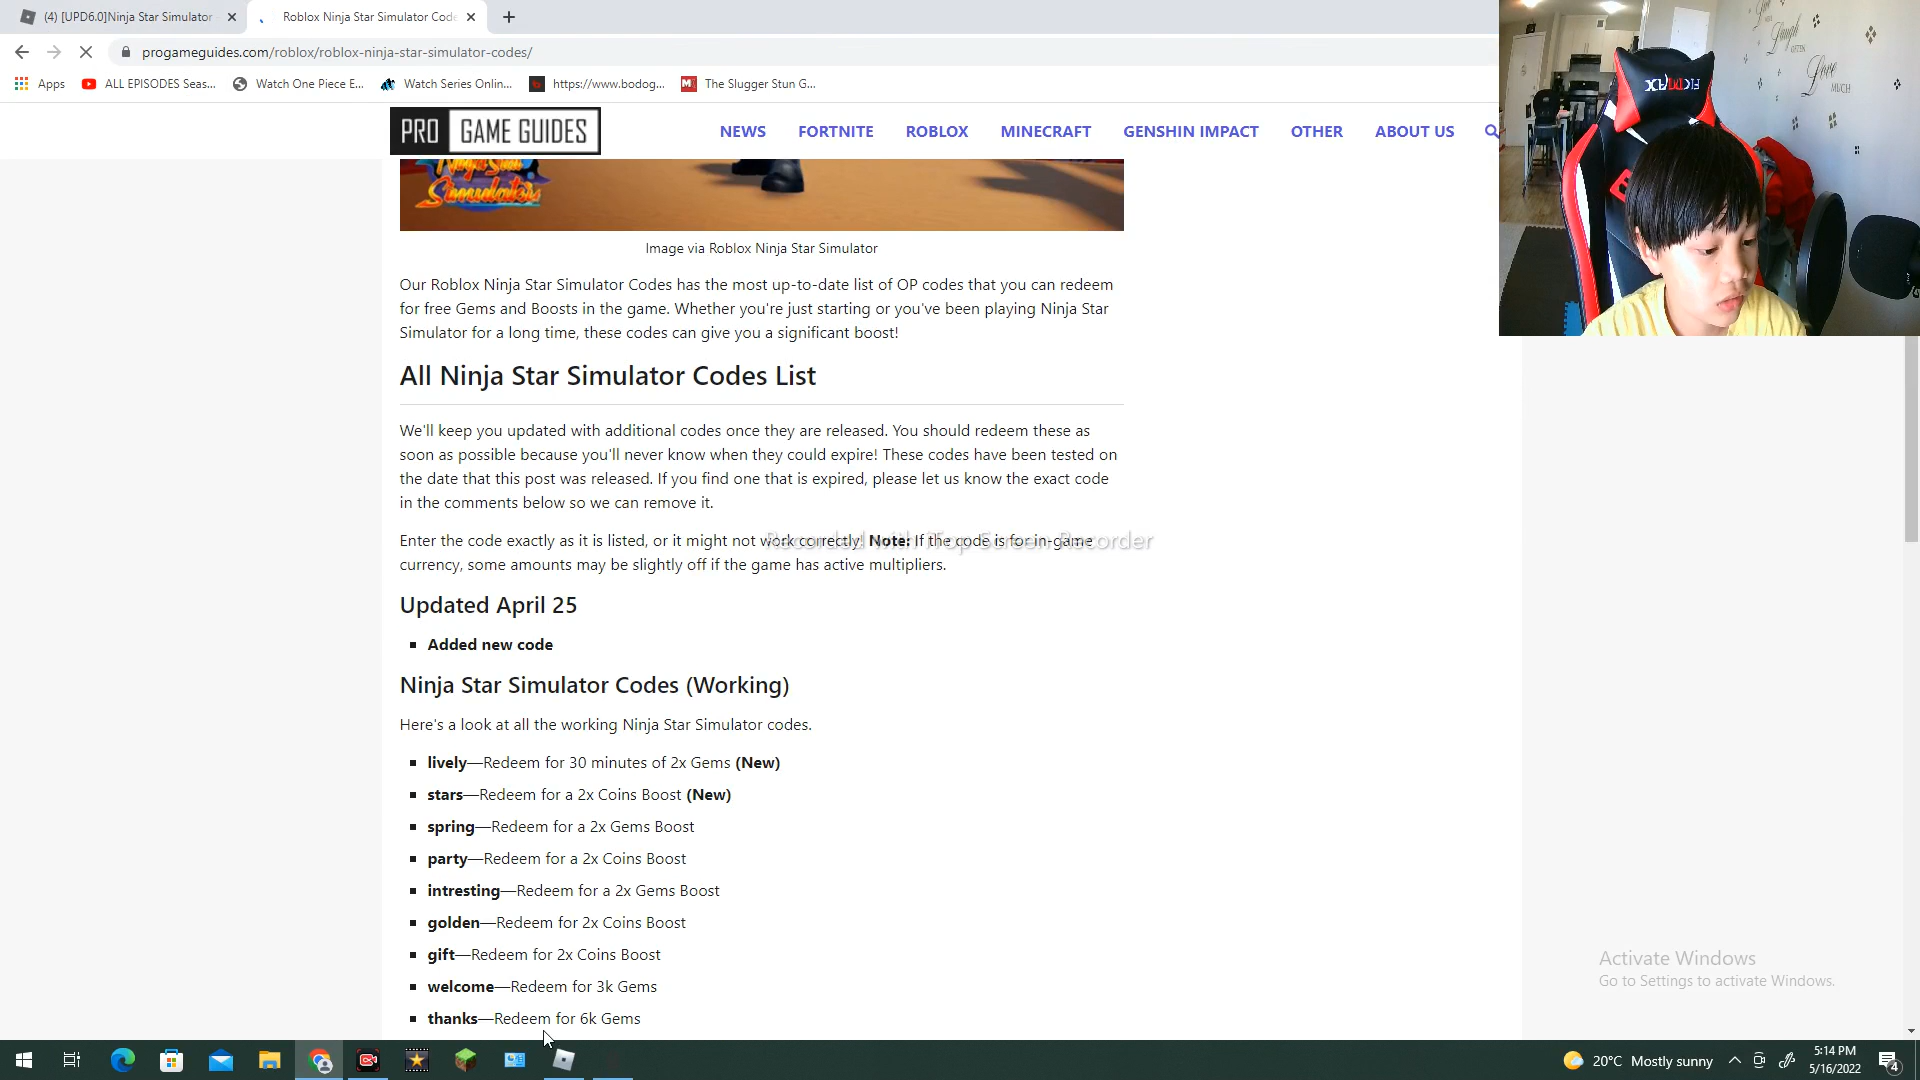 (4) [UPD6.0]Ninja Star Simulator
Roblox Ninja Star Simulator Code
progameguides.com/roblox/roblox-ninja-star-simulator-codes/
Apps
ALL EPISODES Seas...
Watch One Piece E...
Watch Series Onlin...
https://www.bodog...
The Slugger Stun G...
PRO GAME GUIDES
NEWS
FORTNITE
ROBLOX
MINECRAFT
GENSHIN IMPACT
OTHER
ABOUT US
Love
MUCH
Laugh
OFTEN
Ninja Star
Simulator
Image via Roblox Ninja Star Simulator
Our Roblox Ninja Star Simulator Codes has the most up-to-date list of OP codes that you can redeem
for free Gems and Boosts in the game. Whether you're just starting or you've been playing Ninja Star
Simulator for a long time, these codes can give you a significant boost!
All Ninja Star Simulator Codes List
We'll keep you updated with additional codes once they are released. You should redeem these as
soon as possible because you'll never know when they could expire! These codes have been tested on
the date that this post was released. If you find one that is expired, please let us know the exact code
in the comments below so we can remove it.
Enter the code exactly as it is listed, or it might not work correctly! Note: If the code is for in-game
currency, some amounts may be slightly off if the game has active multipliers.
Recorded with iTop Screen Recorder
Updated April 25
Added new code
Ninja Star Simulator Codes (Working)
Here's a look at all the working Ninja Star Simulator codes.
lively—Redeem for 30 minutes of 2x Gems (New)
stars—Redeem for a 2x Coins Boost (New)
spring—Redeem for a 2x Gems Boost
party—Redeem for a 2x Coins Boost
intresting—Redeem for a 2x Gems Boost
golden—Redeem for 2x Coins Boost
gift—Redeem for 2x Coins Boost
welcome—Redeem for 3k Gems
thanks—Redeem for 6k Gems
Activate Windows
Go to Settings to activate Windows.
20°C Mostly sunny
5:14 PM
5/16/2022
4